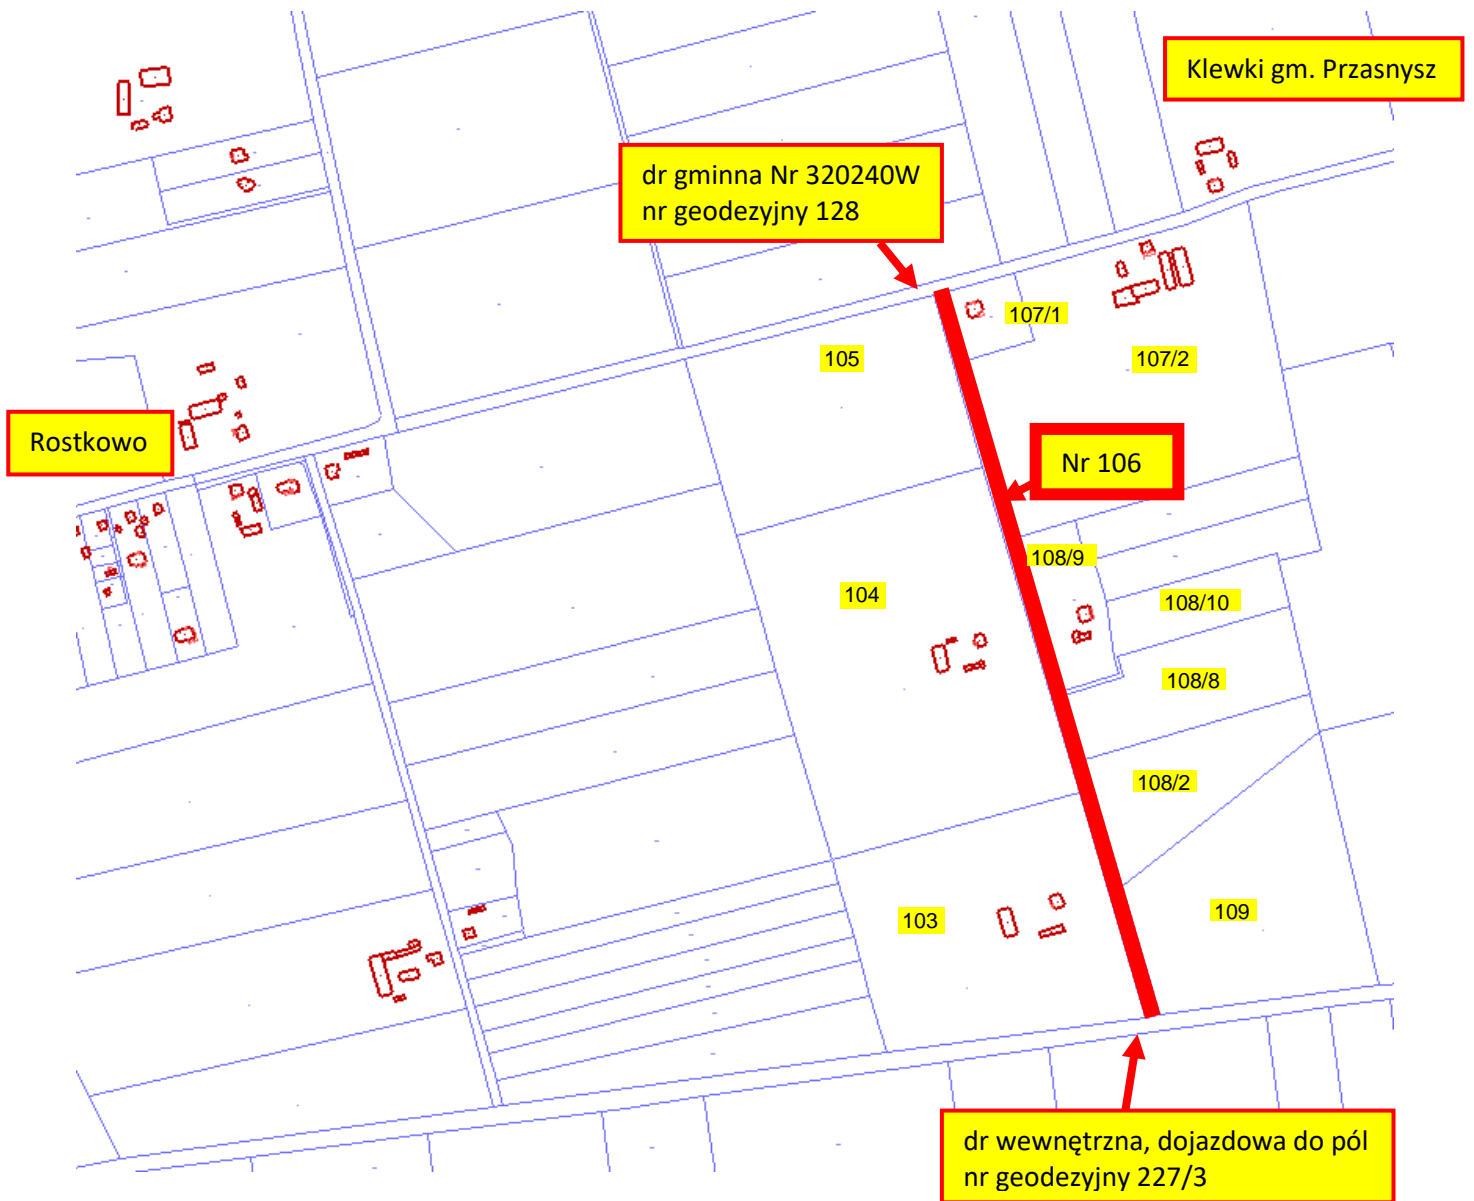 Klewki gm. Przasnysz
dr gminna Nr 320240W
nr geodezyjny 128
107/1
105
107/2
Rostkowo
Nr 106
108/9
104
108/10
108/8
108/2
103
109
dr wewnętrzna, dojazdowa do pól
nr geodezyjny 227/3